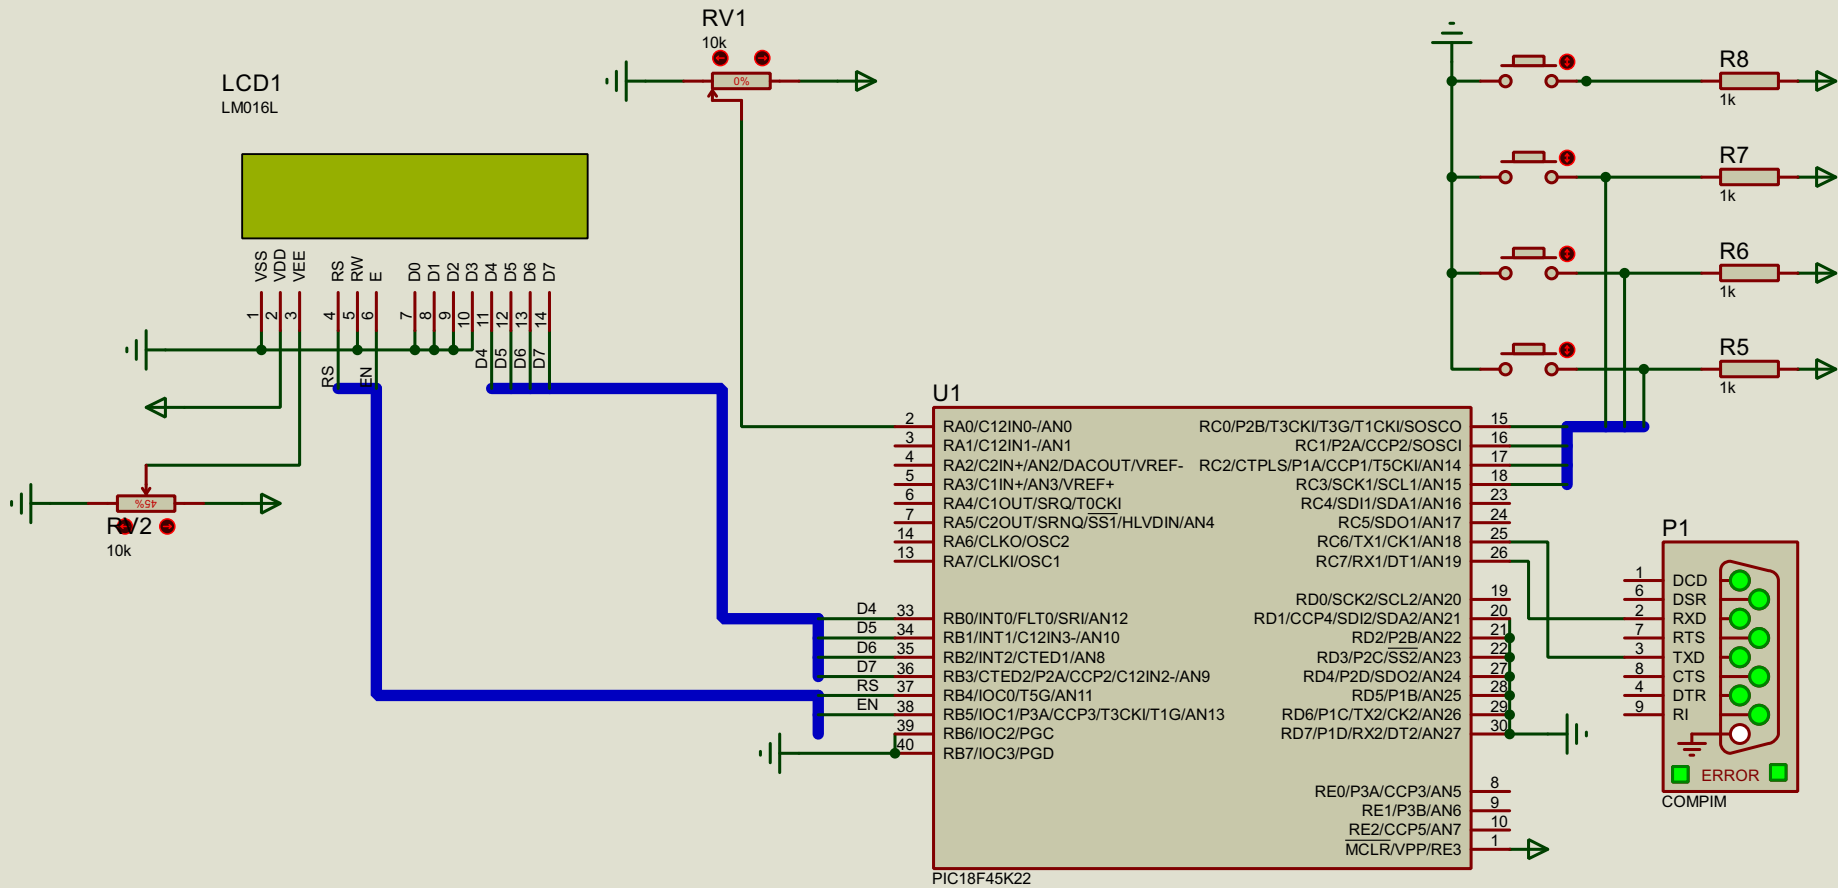 RV1
10k
0%
LCD1
LM016L
VSS
VDD
VEE
RS
RW
E
D0
D1
D2
D3
D4
D5
D6
D7
1
2
3
4
5
6
7
8
9
10
11
12
13
14
RS
EN
D4
D5
D6
D7
45%
RV2
10k
R8
1k
R7
1k
R6
1k
R5
1k
U1
2 RA0/C12IN0-/AN0
3 RA1/C12IN1-/AN1
4 RA2/C2IN+/AN2/DACOUT/VREF-
5 RA3/C1IN+/AN3/VREF+
6 RA4/C1OUT/SRQ/T0CKI
7 RA5/C2OUT/SRNQ/SS1/HLVDIN/AN4
14 RA6/CLKO/OSC2
13 RA7/CLKI/OSC1
D4 33 RB0/INT0/FLT0/SRI/AN12
D5 34 RB1/INT1/C12IN3-/AN10
D6 35 RB2/INT2/CTED1/AN8
D7 36 RB3/CTED2/P2A/CCP2/C12IN2-/AN9
RS 37 RB4/IOC0/T5G/AN11
EN 38 RB5/IOC1/P3A/CCP3/T3CKI/T1G/AN13
39 RB6/IOC2/PGC
40 RB7/IOC3/PGD
RC0/P2B/T3CKI/T3G/T1CKI/SOSCO 15
RC1/P2A/CCP2/SOSCI 16
RC2/CTPLS/P1A/CCP1/T5CKI/AN14 17
RC3/SCK1/SCL1/AN15 18
RC4/SDI1/SDA1/AN16 23
RC5/SDO1/AN17 24
RC6/TX1/CK1/AN18 25
RC7/RX1/DT1/AN19 26
RD0/SCK2/SCL2/AN20 19
RD1/CCP4/SDI2/SDA2/AN21 20
RD2/P2B/AN22 21
RD3/P2C/SS2/AN23 22
RD4/P2D/SDO2/AN24 27
RD5/P1B/AN25 28
RD6/P1C/TX2/CK2/AN26 29
RD7/P1D/RX2/DT2/AN27 30
RE0/P3A/CCP3/AN5 8
RE1/P3B/AN6 9
RE2/CCP5/AN7 10
MCLR/VPP/RE3 1
PIC18F45K22
P1
1 DCD
6 DSR
2 RXD
7 RTS
3 TXD
8 CTS
4 DTR
9 RI
ERROR
COMPIM